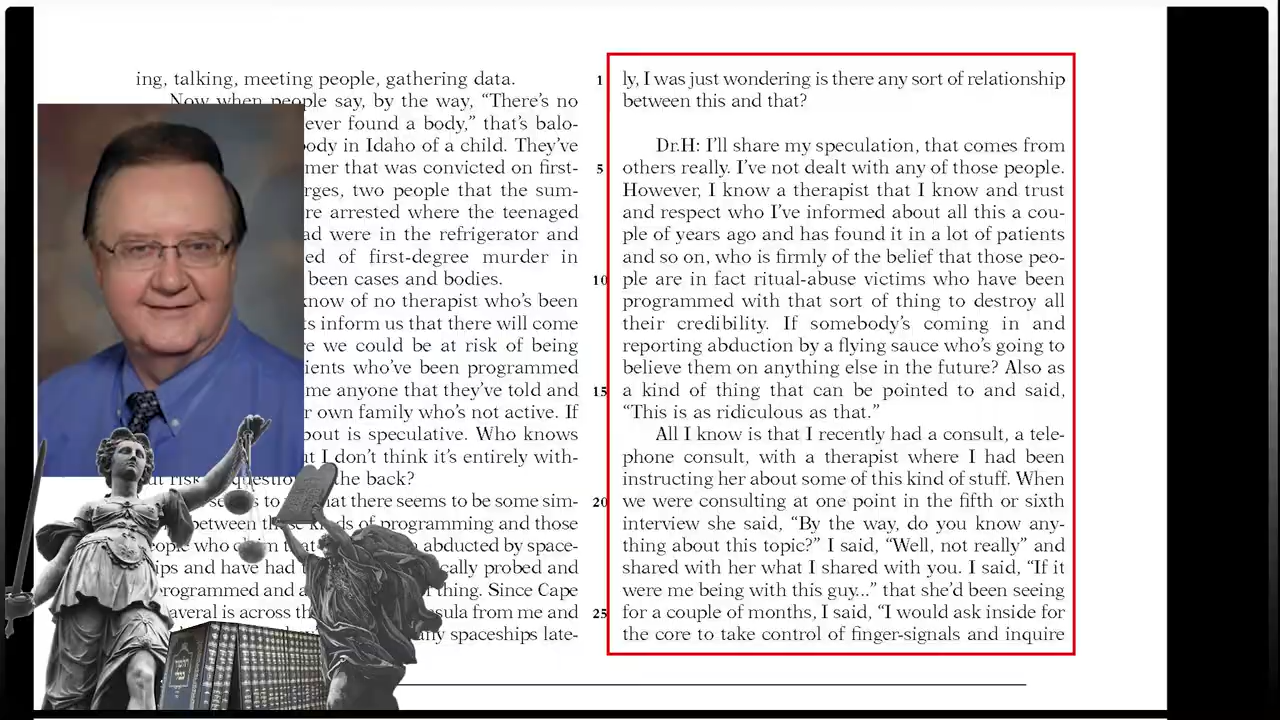 ing, talking, meeting people, gathering data.
Now when people say, by the way, “There’s no
ever found a body,” that’s balo-
ody in Idaho of a child. They’ve
mer that was convicted on first-
rges, two people that the sum-
re arrested where the teenaged
ad were in the refrigerator and
ed of first-degree murder in
been cases and bodies.
know of no therapist who’s been
ts inform us that there will come
e we could be at risk of being
ients who’ve been programmed
me anyone that they’ve told and
r own family who’s not active. If
bout is speculative. Who knows
t I don’t think it’s entirely with-
the back?
at there seems to be some sim-
between of programming and those
who abducted by space-
and have had cally probed and
rogrammed and thing. Since Cape
averal is across sula from me and
any spaceships late-
1 ly, I was just wondering is there any sort of relationship
between this and that?
Dr.H: I’ll share my speculation, that comes from
5 others really. I’ve not dealt with any of those people.
However, I know a therapist that I know and trust
and respect who I’ve informed about all this a cou-
ple of years ago and has found it in a lot of patients
and so on, who is firmly of the belief that those peo-
10 ple are in fact ritual-abuse victims who have been
programmed with that sort of thing to destroy all
their credibility. If somebody’s coming in and
reporting abduction by a flying sauce who’s going to
believe them on anything else in the future? Also as
15 a kind of thing that can be pointed to and said,
“This is as ridiculous as that.”
All I know is that I recently had a consult, a tele-
phone consult, with a therapist where I had been
instructing her about some of this kind of stuff. When
20 we were consulting at one point in the fifth or sixth
interview she said, “By the way, do you know any-
thing about this topic?” I said, “Well, not really” and
shared with her what I shared with you. I said, “If it
were me being with this guy...” that she’d been seeing
25 for a couple of months, I said, “I would ask inside for
the core to take control of finger-signals and inquire